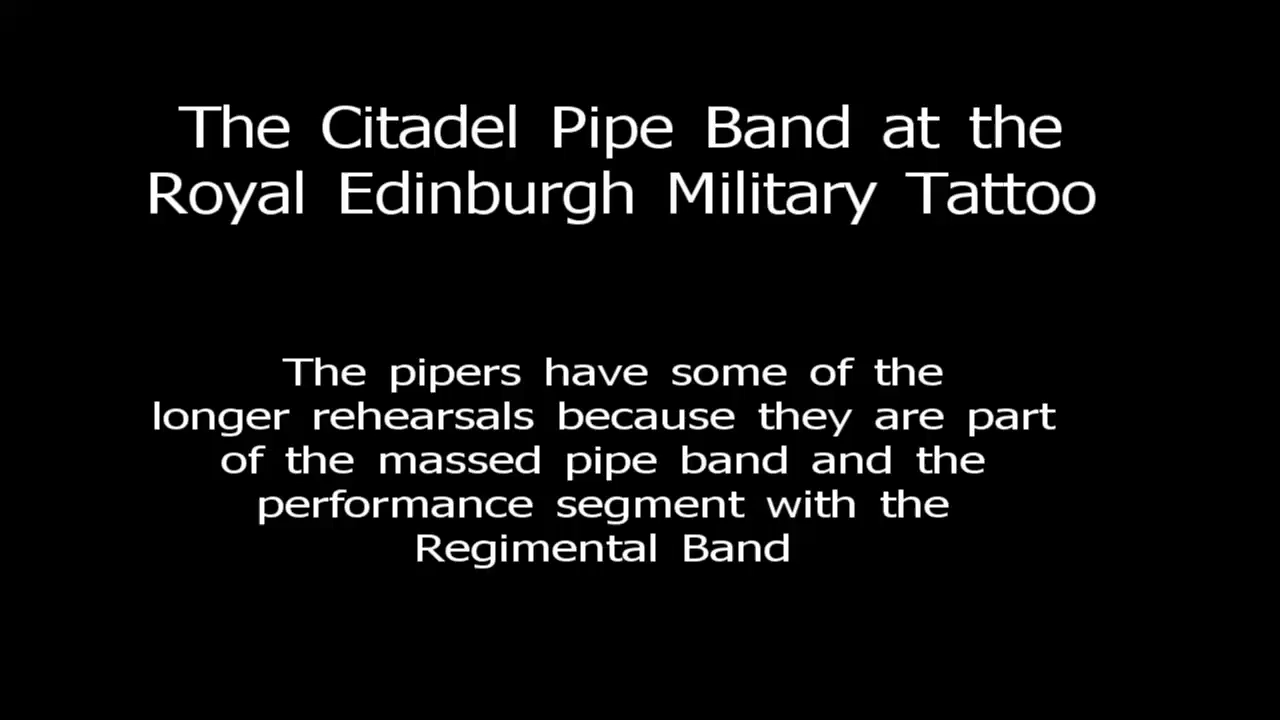 The Citadel Pipe Band at the
Royal Edinburgh Military Tattoo
The pipers have some of the
longer rehearsals because they are part
of the massed pipe band and the
performance segment with the
Regimental Band